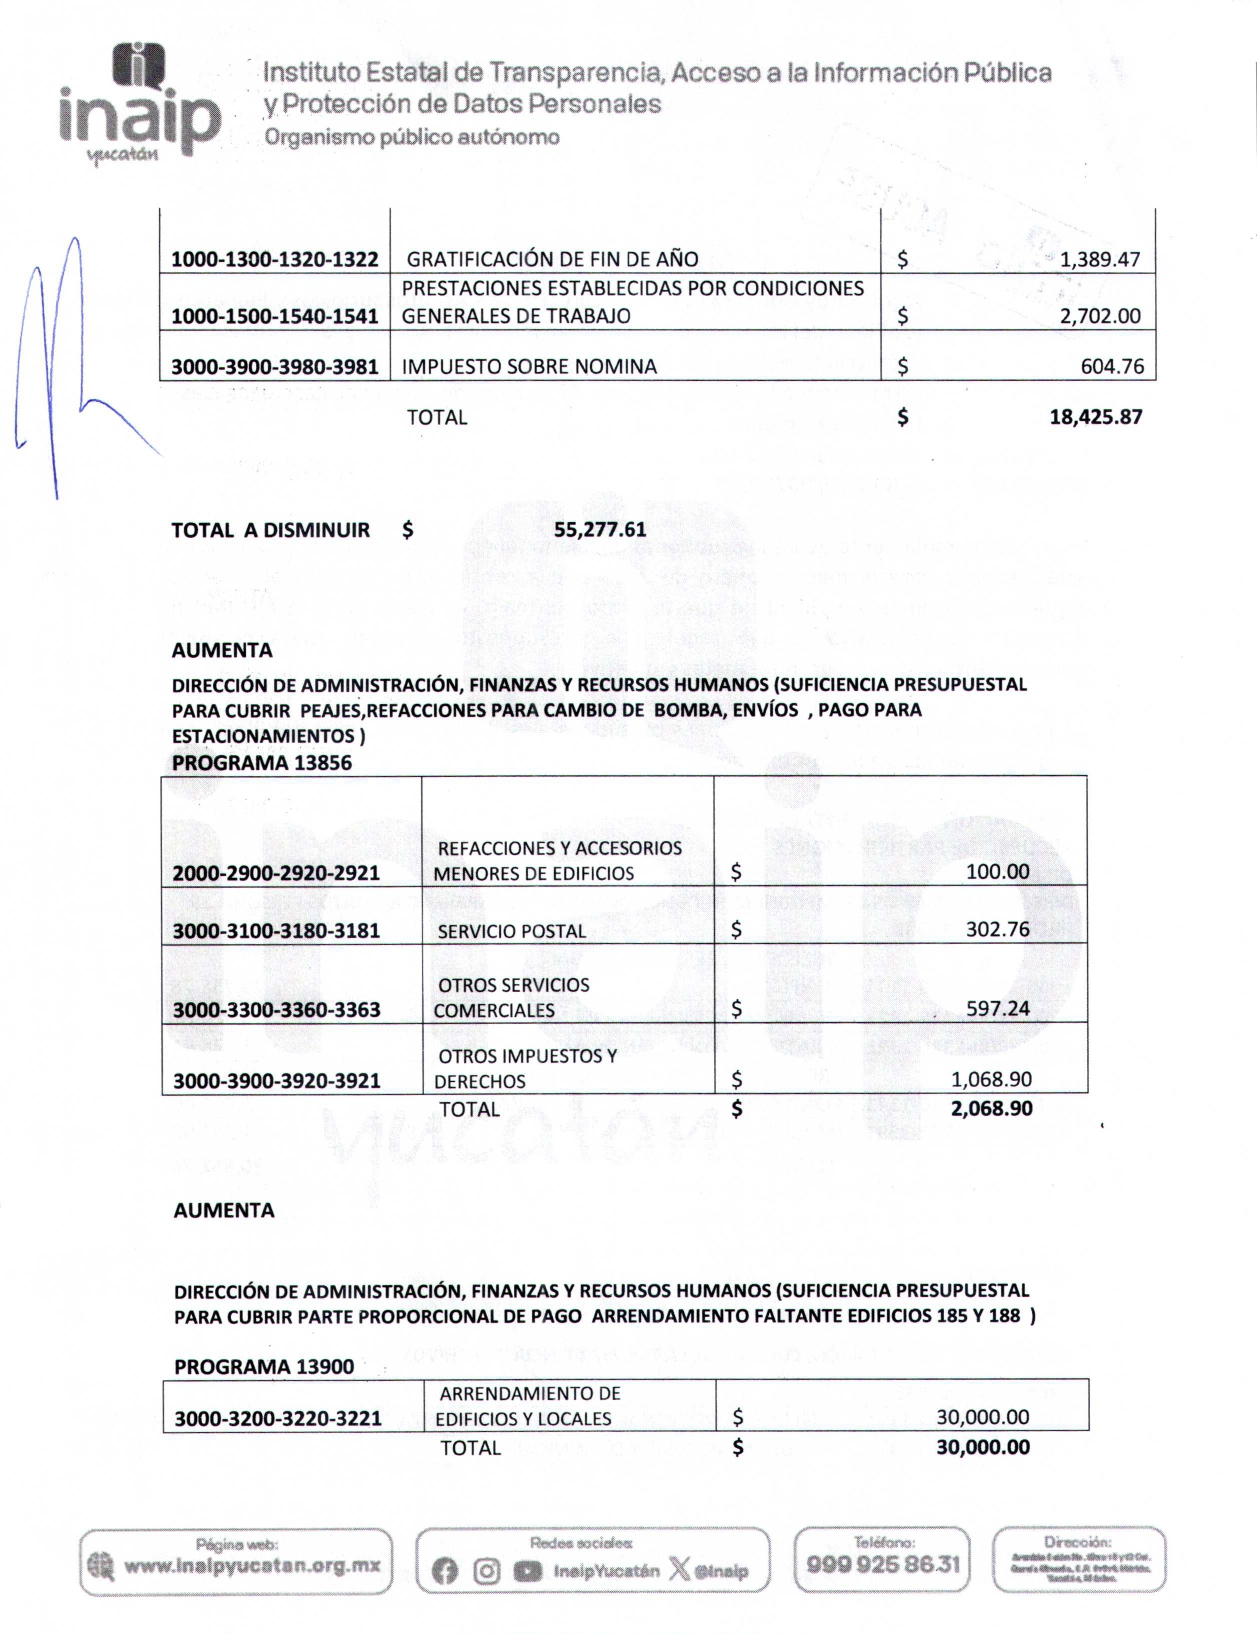 inaip
yucatán
Instituto Estatal de Transparencia, Acceso a la Información Pública
y Protección de Datos Personales
Organismo público autónomo
1000-1300-1320-1322 GRATIFICACIÓN DE FIN DE AÑO $ 1,389.47
PRESTACIONES ESTABLECIDAS POR CONDICIONES
1000-1500-1540-1541 GENERALES DE TRABAJO $ 2,702.00
3000-3900-3980-3981 IMPUESTO SOBRE NOMINA $ 604.76
TOTAL $ 18,425.87
TOTAL A DISMINUIR $ 55,277.61
AUMENTA
DIRECCIÓN DE ADMINISTRACIÓN, FINANZAS Y RECURSOS HUMANOS (SUFICIENCIA PRESUPUESTAL
PARA CUBRIR PEAJES,REFACCIONES PARA CAMBIO DE BOMBA, ENVÍOS , PAGO PARA
ESTACIONAMIENTOS )
PROGRAMA 13856
REFACCIONES Y ACCESORIOS
2000-2900-2920-2921 MENORES DE EDIFICIOS $ 100.00
3000-3100-3180-3181 SERVICIO POSTAL $ 302.76
OTROS SERVICIOS
3000-3300-3360-3363 COMERCIALES $ 597.24
OTROS IMPUESTOS Y
3000-3900-3920-3921 DERECHOS $ 1,068.90
TOTAL $ 2,068.90
AUMENTA
DIRECCIÓN DE ADMINISTRACIÓN, FINANZAS Y RECURSOS HUMANOS (SUFICIENCIA PRESUPUESTAL
PARA CUBRIR PARTE PROPORCIONAL DE PAGO ARRENDAMIENTO FALTANTE EDIFICIOS 185 Y 188 )
PROGRAMA 13900
ARRENDAMIENTO DE
3000-3200-3220-3221 EDIFICIOS Y LOCALES $ 30,000.00
TOTAL $ 30,000.00
Página web:
www.inaipyucatan.org.mx
Redes sociales:
InaipYucatán @Inaip
Teléfono:
999 925 86 31
Dirección: